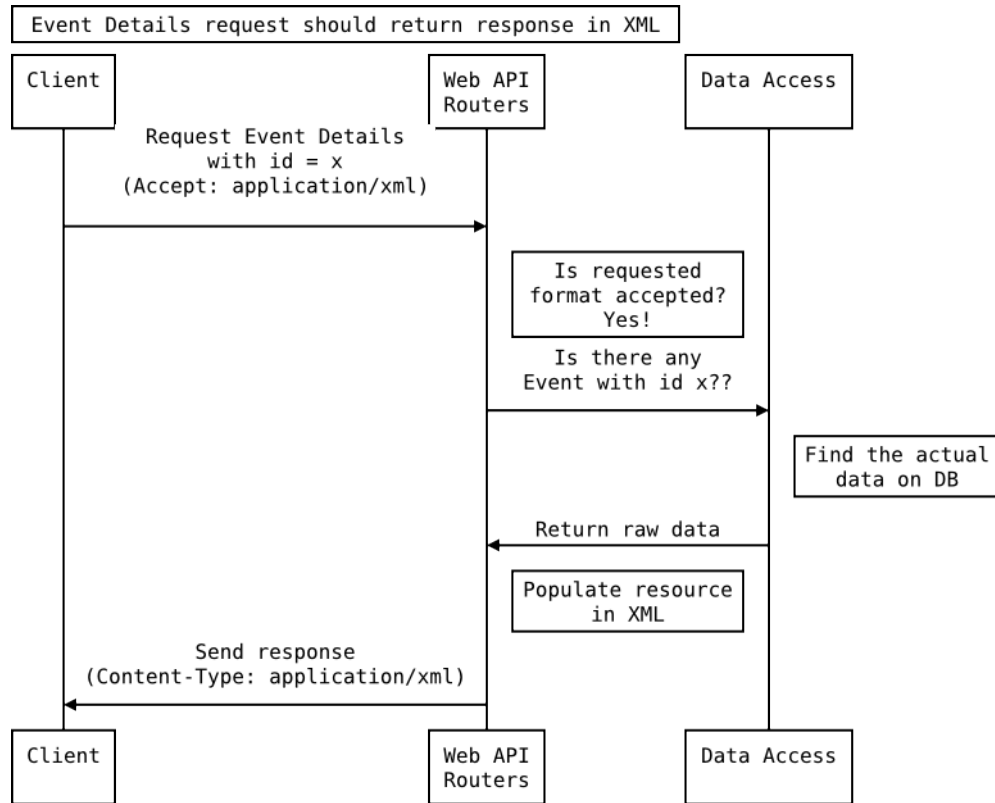 Event Details request should return response in XML
Client
Web API
Routers
Data Access
Request Event Details
with id = x
(Accept: application/xml)
Is requested
format accepted?
Yes!
Is there any
Event with id x??
Find the actual
data on DB
Return raw data
Populate resource
in XML
Send response
(Content-Type: application/xml)
Client
Web API
Routers
Data Access